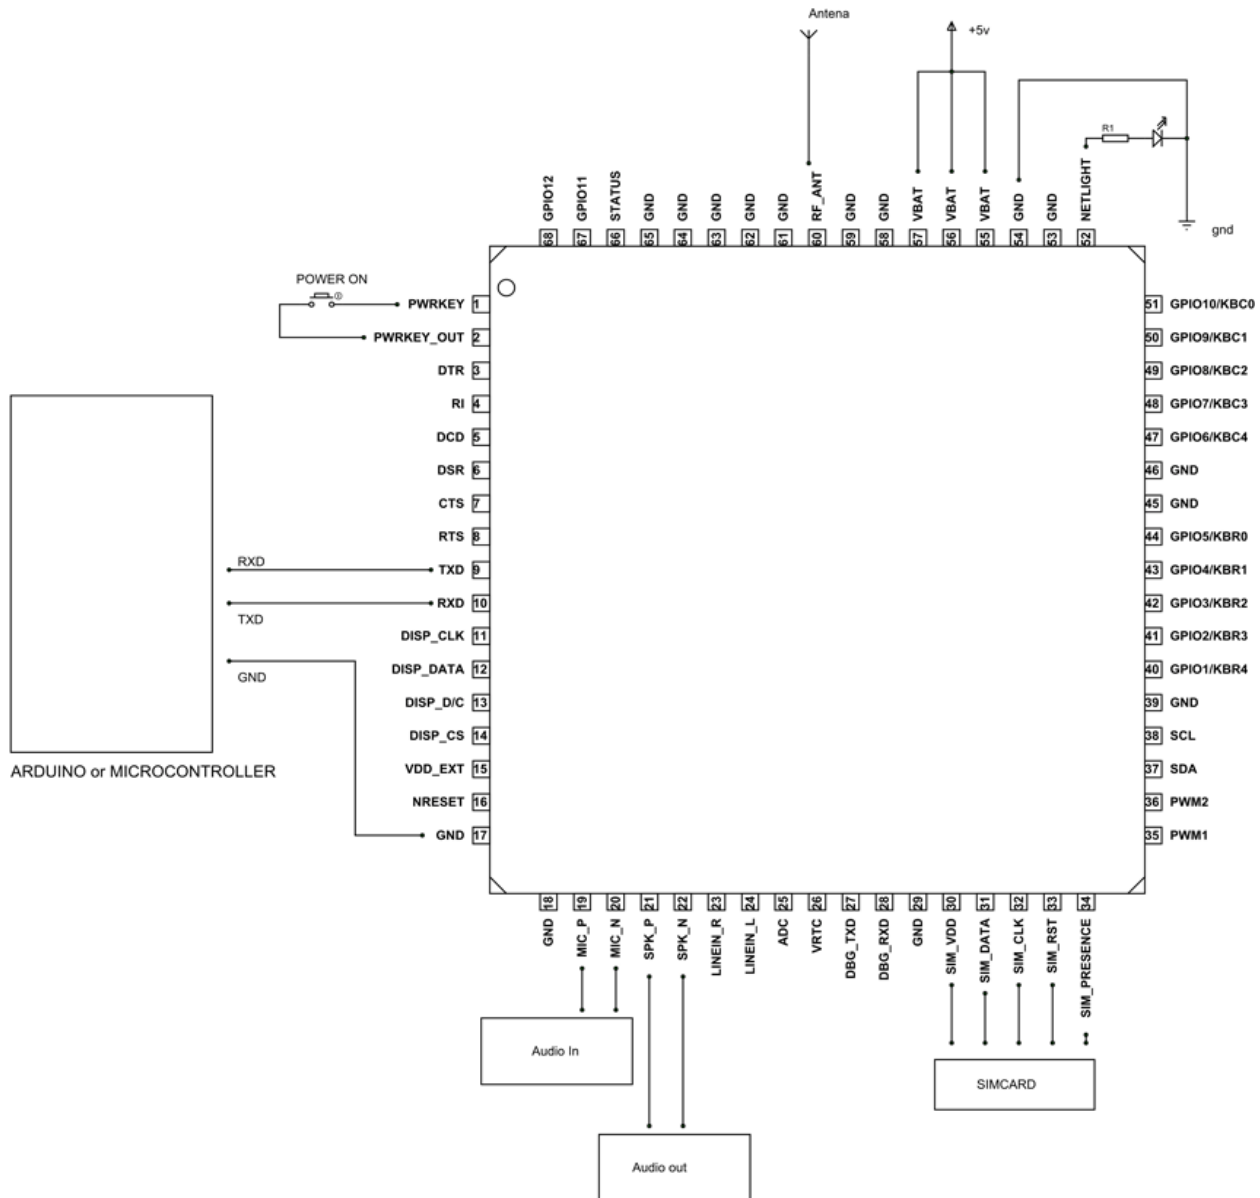 Antena
+5v
R1
gnd
GPIO12
GPIO11
STATUS
GND
GND
GND
GND
GND
RF_ANT
GND
GND
VBAT
VBAT
VBAT
GND
GND
NETLIGHT
68
67
66
65
64
63
62
61
60
59
58
57
56
55
54
53
52
POWER ON
PWRKEY 1
PWRKEY_OUT 2
DTR 3
RI 4
DCD 5
DSR 6
CTS 7
RTS 8
RXD
TXD 9
RXD 10
TXD
DISP_CLK 11
DISP_DATA 12
GND
DISP_D/C 13
DISP_CS 14
VDD_EXT 15
NRESET 16
GND 17
ARDUINO or MICROCONTROLLER
51 GPIO10/KBC0
50 GPIO9/KBC1
49 GPIO8/KBC2
48 GPIO7/KBC3
47 GPIO6/KBC4
46 GND
45 GND
44 GPIO5/KBR0
43 GPIO4/KBR1
42 GPIO3/KBR2
41 GPIO2/KBR3
40 GPIO1/KBR4
39 GND
38 SCL
37 SDA
36 PWM2
35 PWM1
18
19
20
21
22
23
24
25
26
27
28
29
30
31
32
33
34
GND
MIC_P
MIC_N
SPK_P
SPK_N
LINEIN_R
LINEIN_L
ADC
VRTC
DBG_TXD
DBG_RXD
GND
SIM_VDD
SIM_DATA
SIM_CLK
SIM_RST
SIM_PRESENCE
Audio In
SIMCARD
Audio out